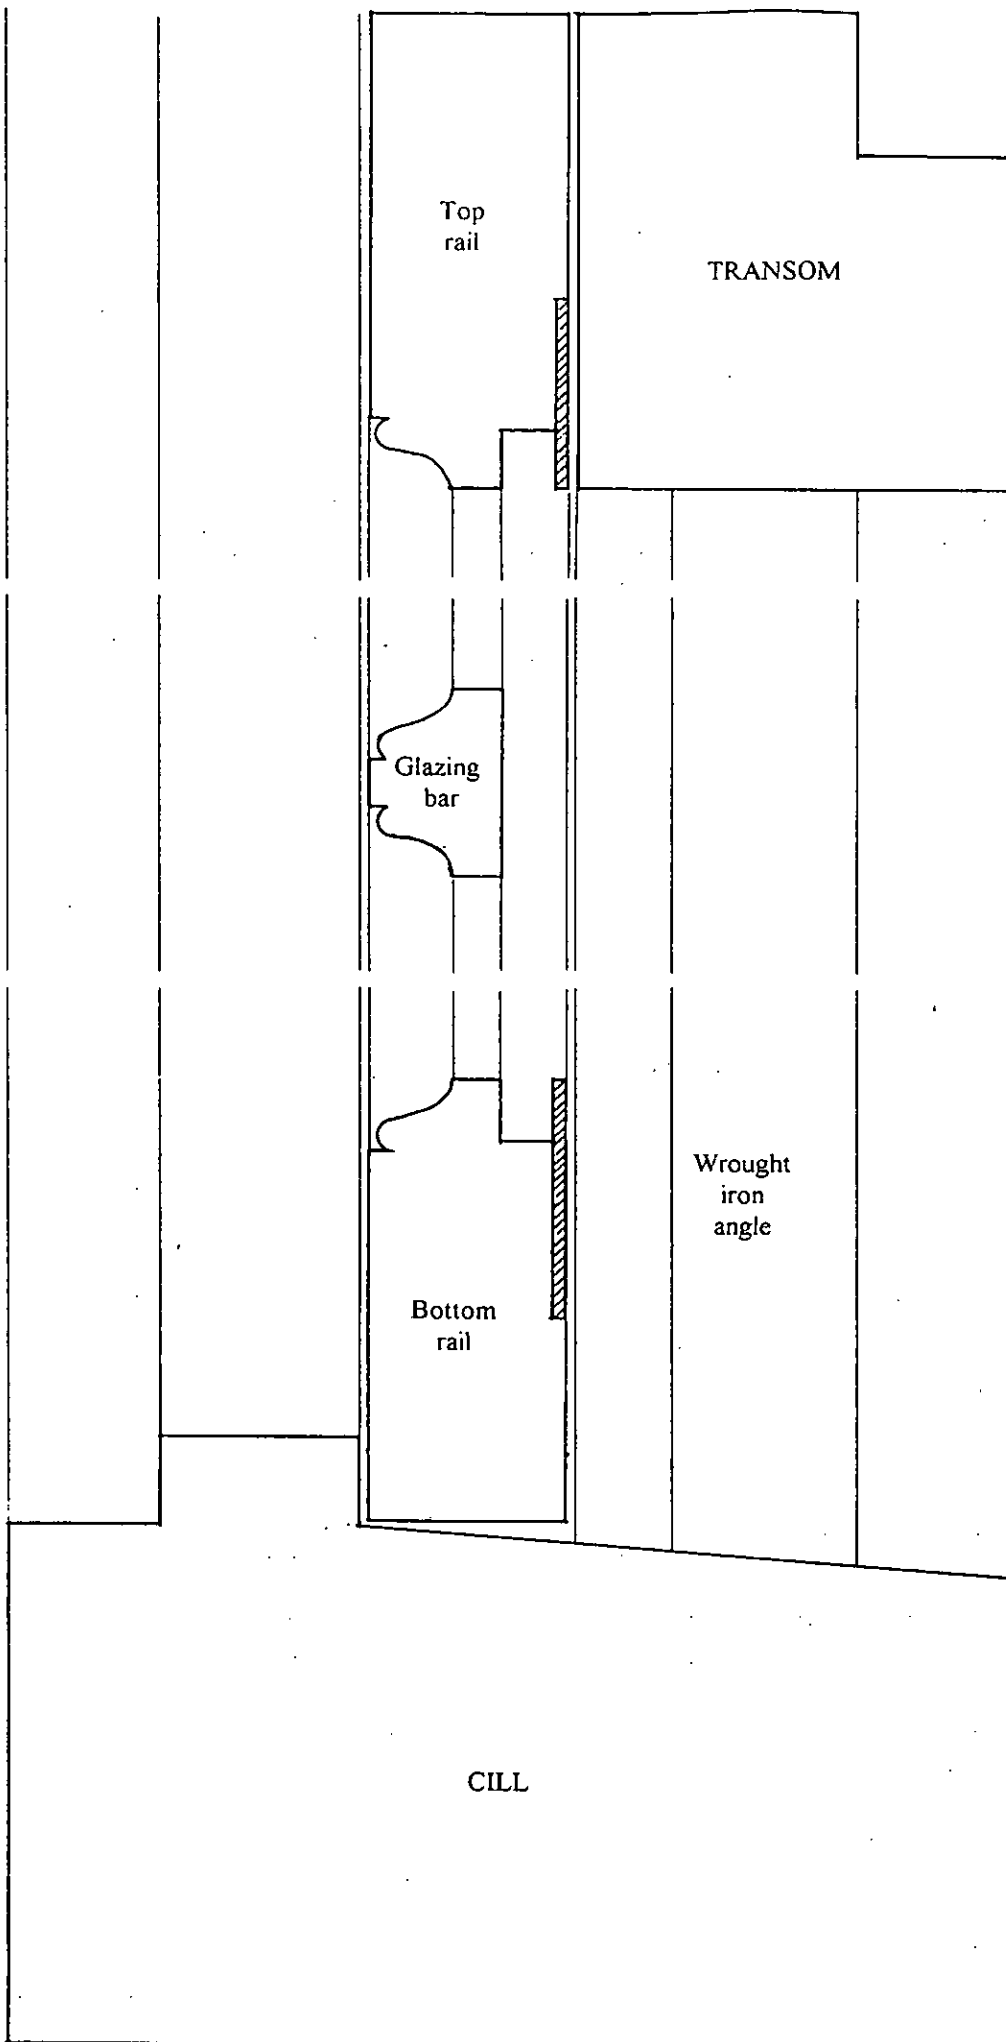 Top
rail
TRANSOM
Glazing
bar
Wrought
iron
angle
Bottom
rail
CILL